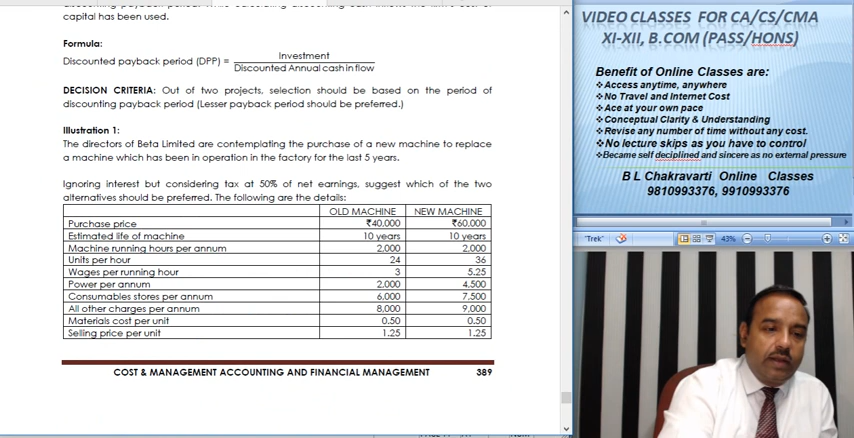 capital has been used.
Formula:
Discounted payback period (DPP) = Investment
Discounted Annual cash in flow
DECISION CRITERIA: Out of two projects, selection should be based on the period of
discounting payback period (Lesser payback period should be preferred.)
Illustration 1:
The directors of Beta Limited are contemplating the purchase of a new machine to replace
a machine which has been in operation in the factory for the last 5 years.
Ignoring interest but considering tax at 50% of net earnings, suggest which of the two
alternatives should be preferred. The following are the details:
OLD MACHINE NEW MACHINE
Purchase price ₹40,000 ₹60,000
Estimated life of machine 10 years 10 years
Machine running hours per annum 2,000 2,000
Units per hour 24 36
Wages per running hour 3 5.25
Power per annum 2,000 4,500
Consumables stores per annum 6,000 7,500
All other charges per annum 8,000 9,000
Materials cost per unit 0.50 0.50
Selling price per unit 1.25 1.25
COST & MANAGEMENT ACCOUNTING AND FINANCIAL MANAGEMENT 389
VIDEO CLASSES FOR CA/CS/CMA
XI-XII, B.COM (PASS/HONS)
Benefit of Online Classes are:
❖Access anytime, anywhere
❖No Travel and Internet Cost
❖Ace at your own pace
❖Conceptual Clarity & Understanding
❖Revise any number of time without any cost.
❖No lecture skips as you have to control
❖Became self deciplined and sincere as no external pressure
B L Chakravarti Online Classes
9810993376, 9910993376
"Trek" 43%